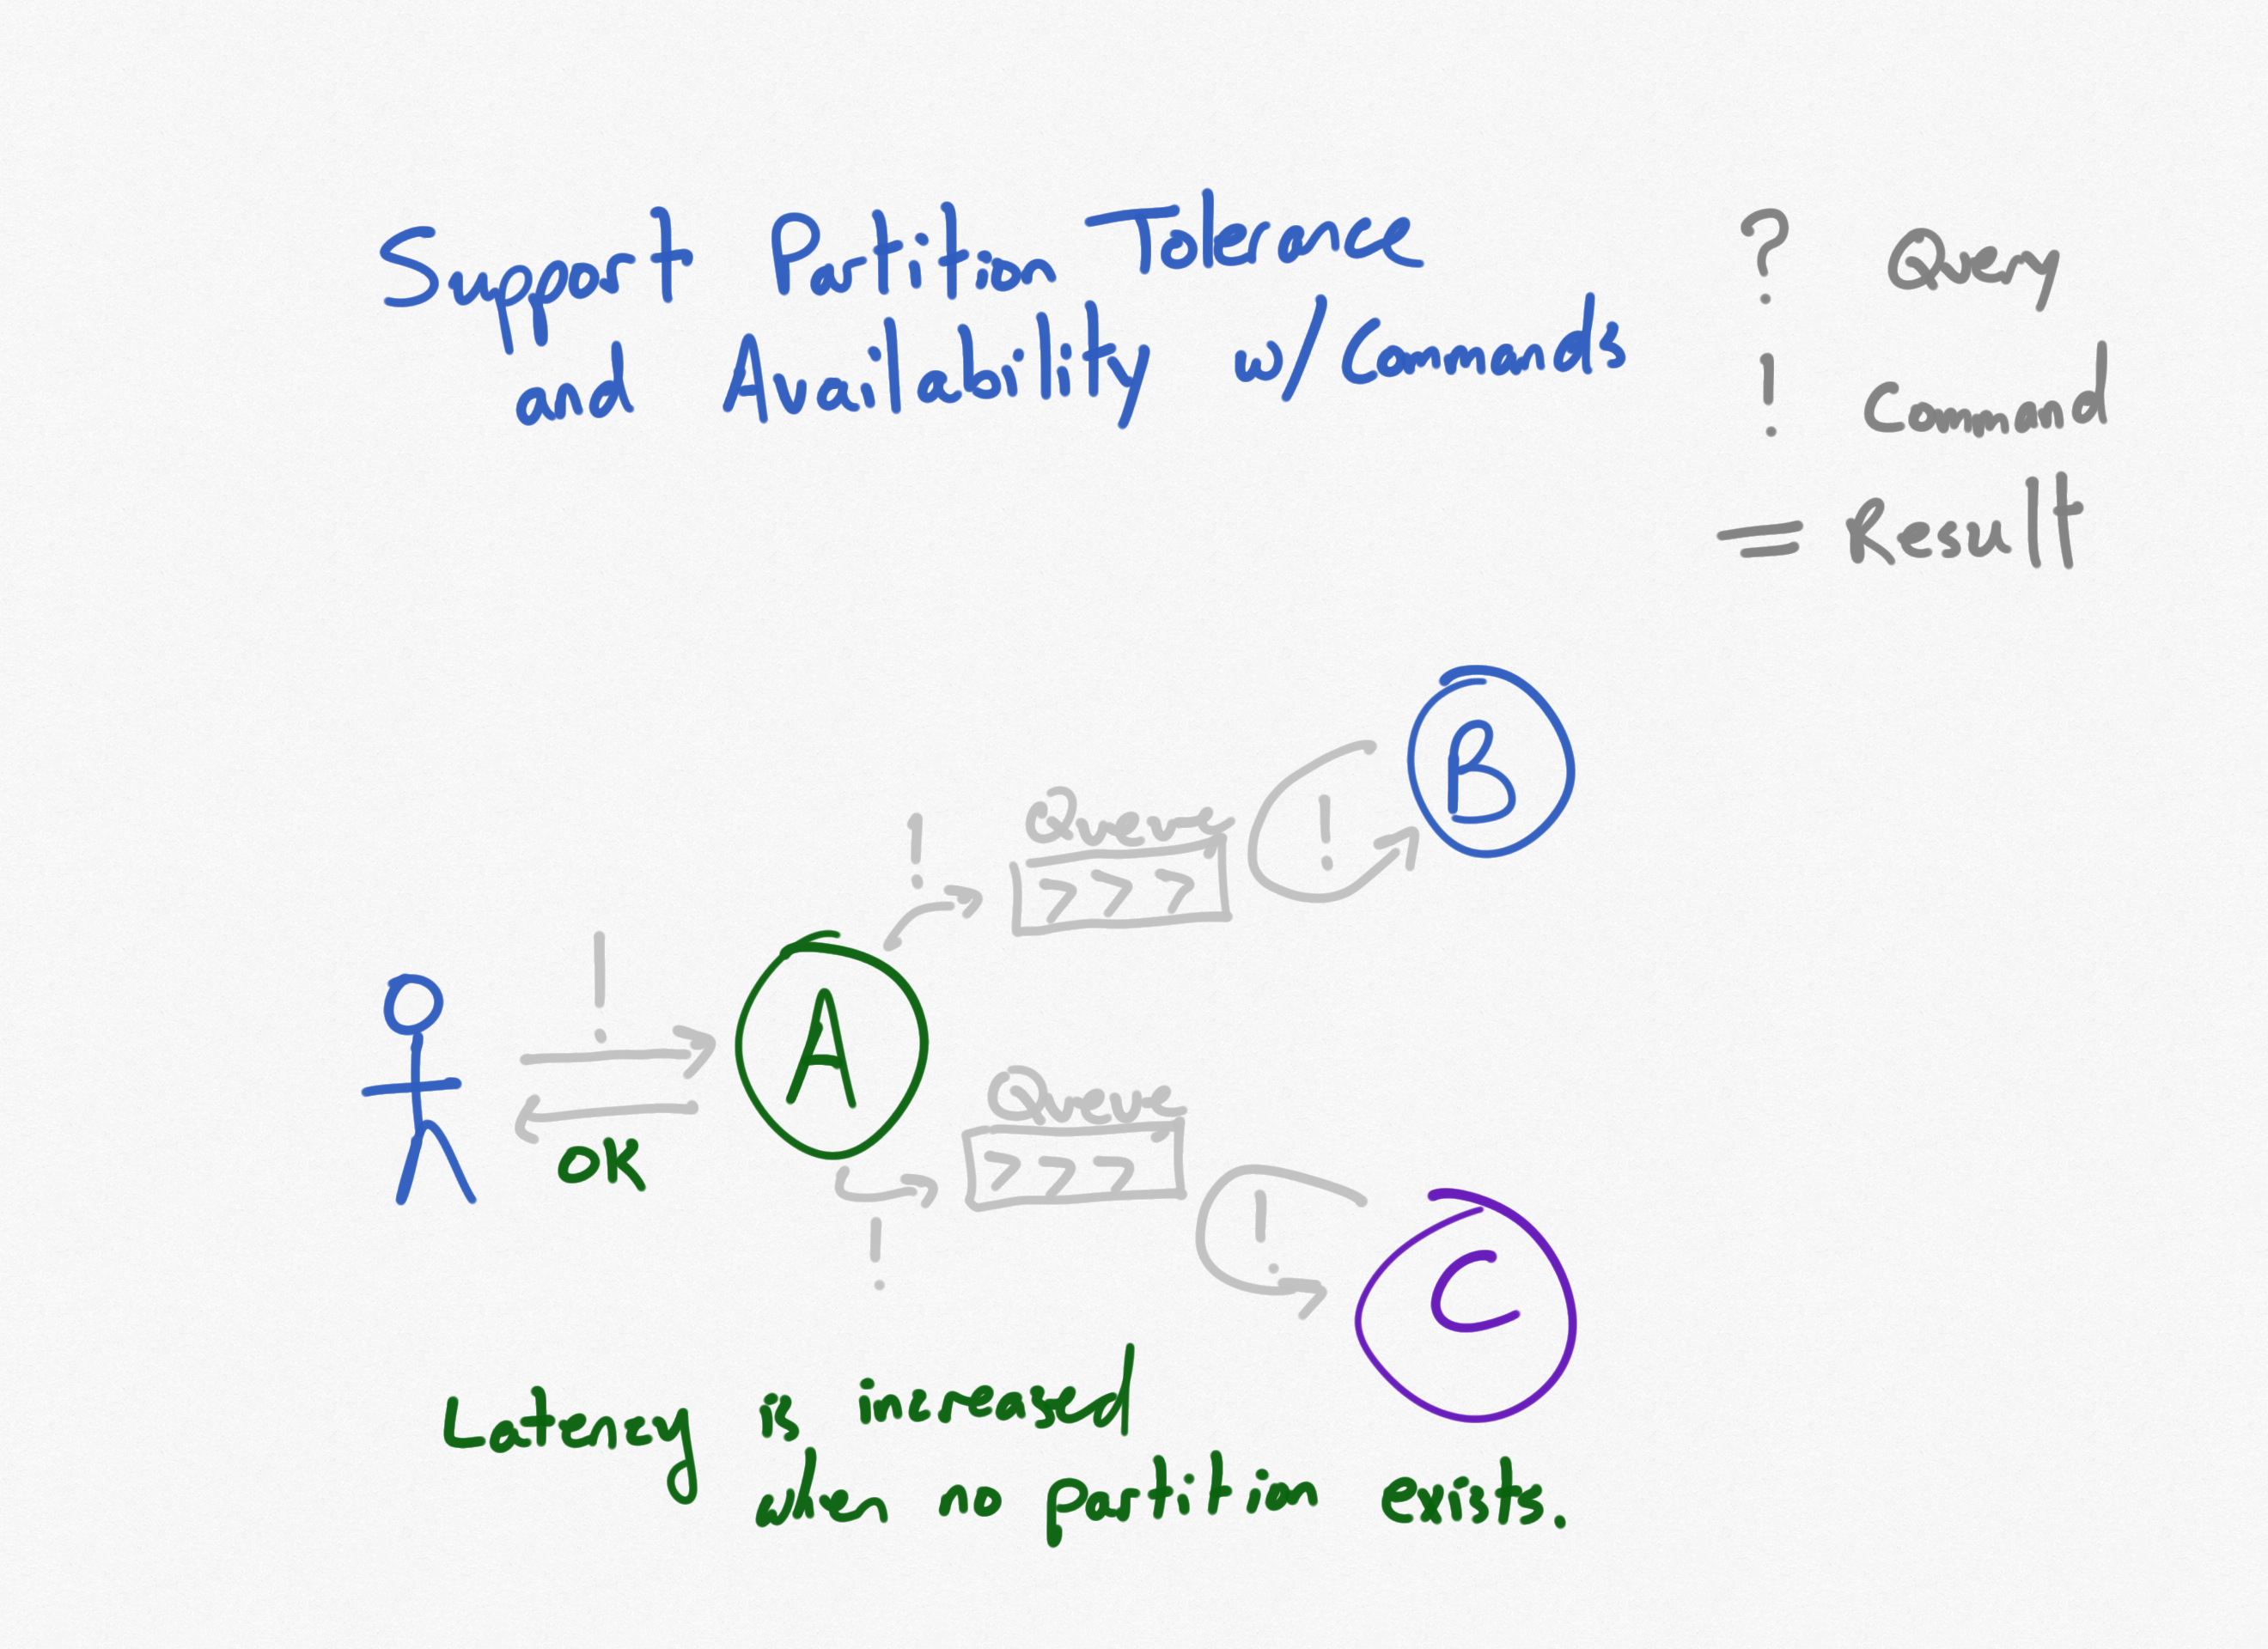 Support Partition Tolerance
and Availability w/Commands
? Query
! Command
= Result
B
Queue
!
!
>>>
!
A
Queue
OK
>>>
!
!
C
Latency is increased
when no partition exists.